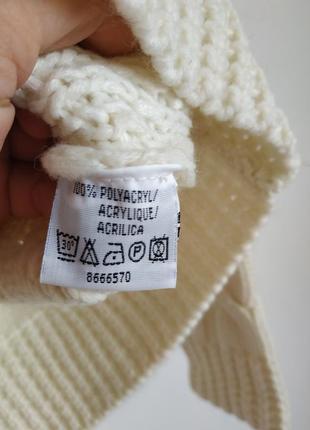 100% POLYACRYL/
ACRYLIQUE/
ACRILICA
30° P
8666570